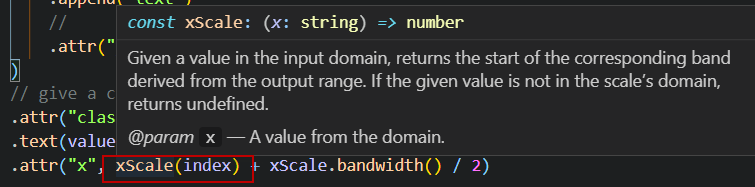 .append("text")
//
.attr("
)
// give a c
.attr("clas
.text(value
.attr("x", xScale(index) + xScale.bandwidth() / 2)
const xScale: (x: string) => number
Given a value in the input domain, returns the start of the corresponding band
derived from the output range. If the given value is not in the scale's domain,
returns undefined.
@param x — A value from the domain.